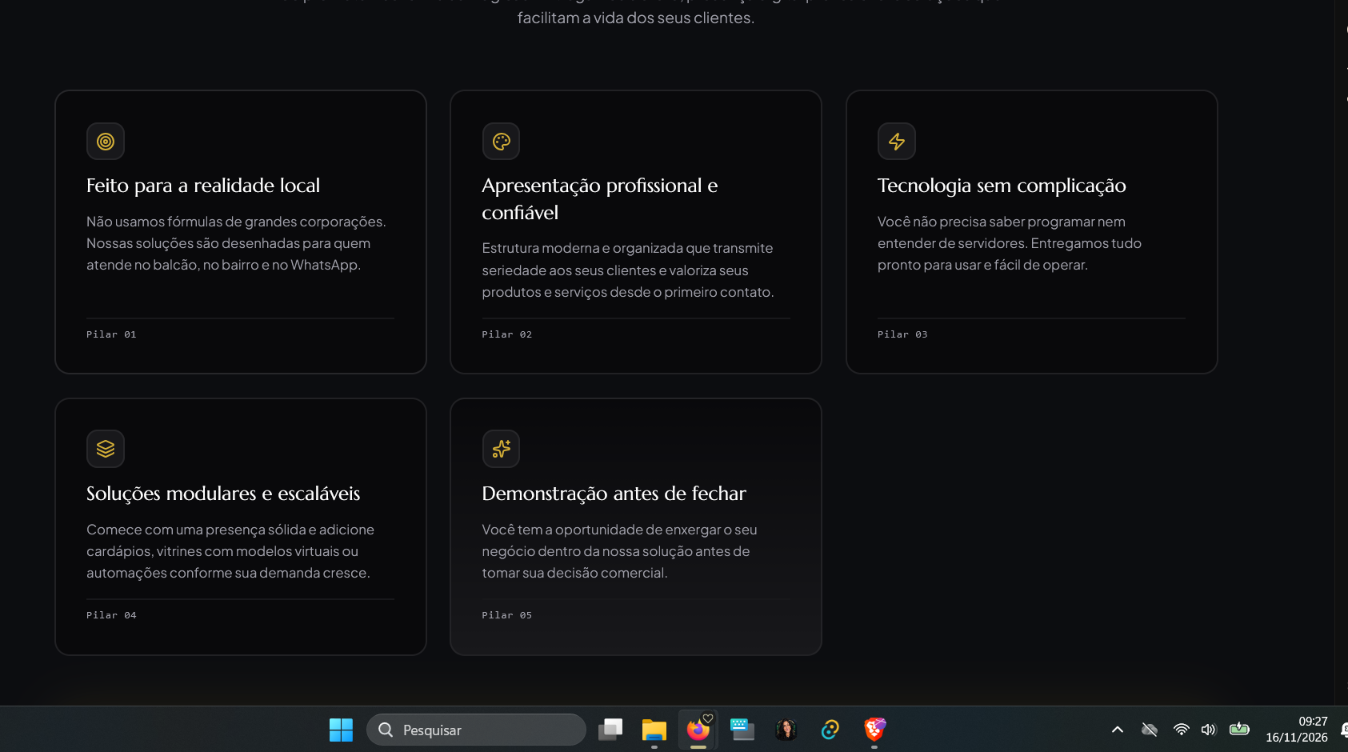 facilitam a vida dos seus clientes.
Feito para a realidade local
Não usamos fórmulas de grandes corporações.
Nossas soluções são desenhadas para quem
atende no balcão, no bairro e no WhatsApp.
Pilar 01
Apresentação profissional e
confiável
Estrutura moderna e organizada que transmite
seriedade aos seus clientes e valoriza seus
produtos e serviços desde o primeiro contato.
Pilar 02
Tecnologia sem complicação
Você não precisa saber programar nem
entender de servidores. Entregamos tudo
pronto para usar e fácil de operar.
Pilar 03
Soluções modulares e escaláveis
Comece com uma presença sólida e adicione
cardápios, vitrines com modelos virtuais ou
automações conforme sua demanda cresce.
Pilar 04
Demonstração antes de fechar
Você tem a oportunidade de enxergar o seu
negócio dentro da nossa solução antes de
tomar sua decisão comercial.
Pilar 05
Pesquisar
09:27
16/11/2026